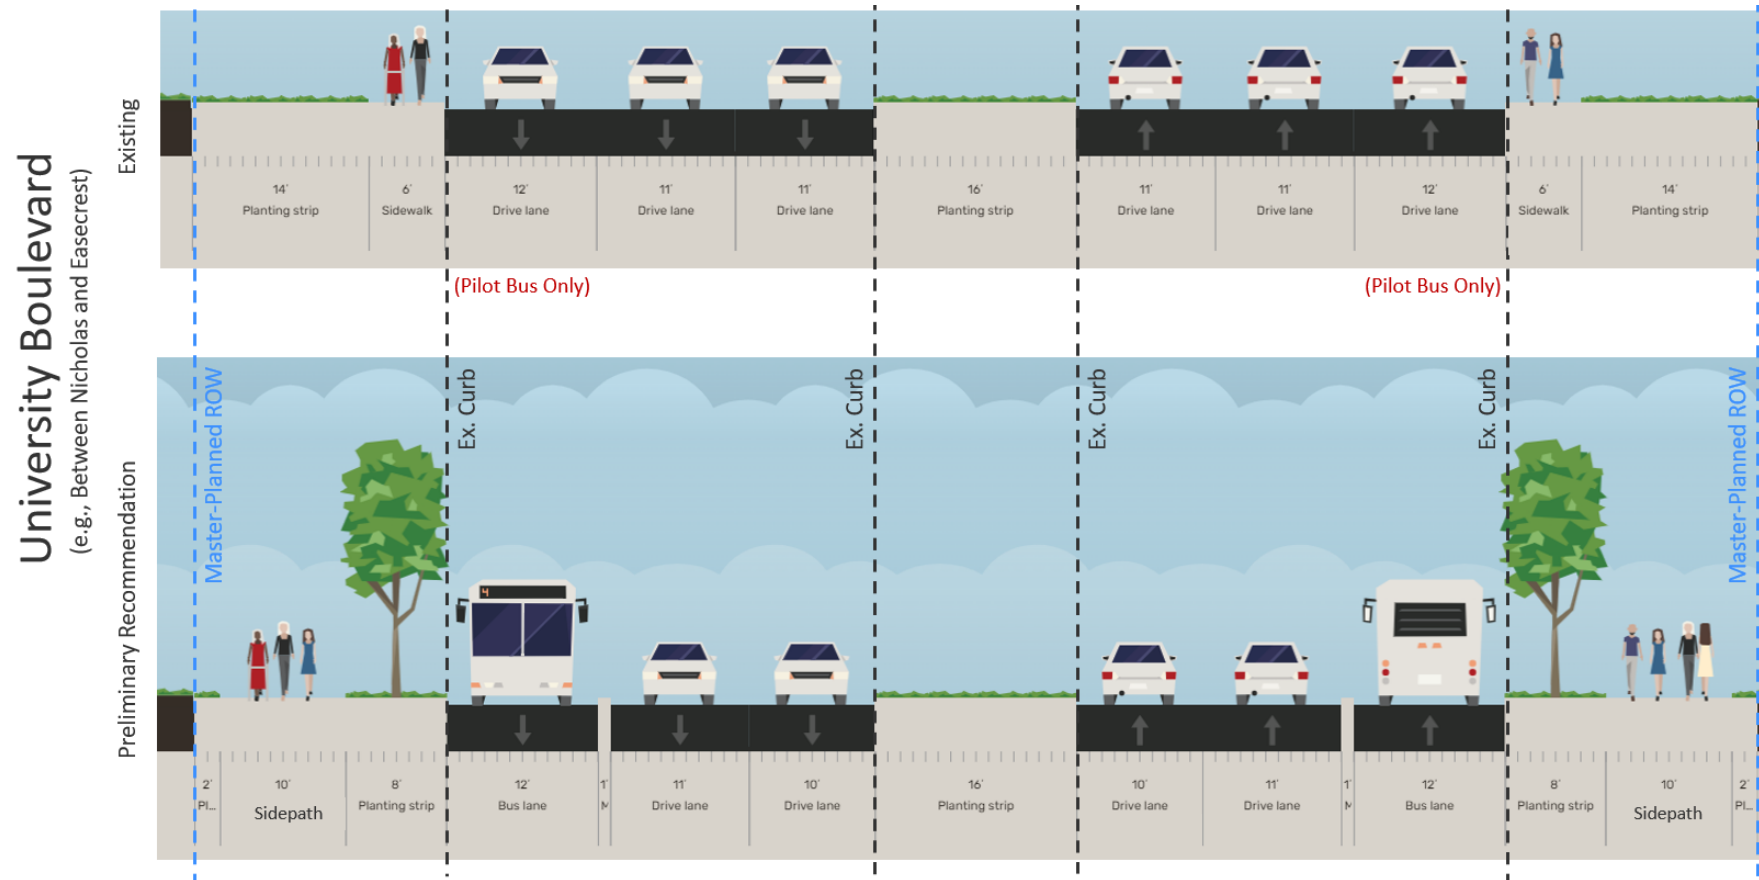 University Boulevard
(e.g., Between Nicholas and Easecrest)
Existing
14' 6' 12' 11' 11' 16' 11' 11' 12' 6' 14'
Planting strip Sidewalk Drive lane Drive lane Drive lane Planting strip Drive lane Drive lane Drive lane Sidewalk Planting strip
(Pilot Bus Only) (Pilot Bus Only)
Preliminary Recommendation
Master-Planned ROW
Ex. Curb
Ex. Curb
Ex. Curb
Ex. Curb
Master-Planned ROW
4
2' 10' 8' 12' 1' 11' 10' 16' 10' 11' 1' 12' 8' 10' 2'
Pl... Sidepath Planting strip Bus lane M Drive lane Drive lane Planting strip Drive lane Drive lane M Bus lane Planting strip Sidepath Pl...